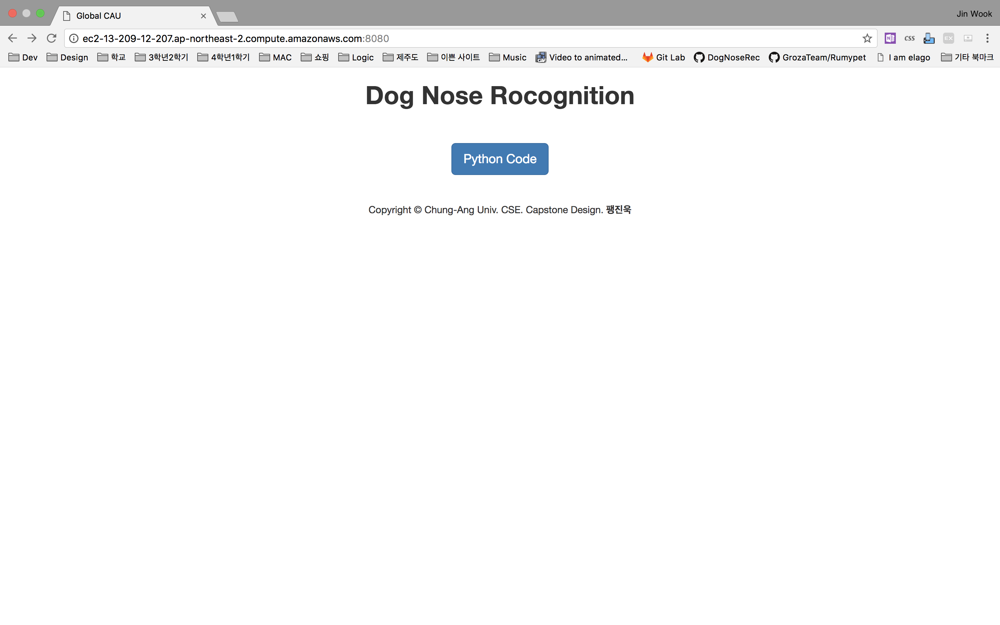 Global CAU
Jin Wook
ec2-13-209-12-207.ap-northeast-2.compute.amazonaws.com:8080
N css EX
Dev Design 학교 3학년2학기 4학년1학기 MAC 쇼핑 Logic 제주도 이쁜 사이트 Music Video to animated... Git Lab DogNoseRec GrozaTeam/Rumypet I am elago 기타 북마크
Dog Nose Rocognition
Python Code
Copyright © Chung-Ang Univ. CSE. Capstone Design. 팽진욱